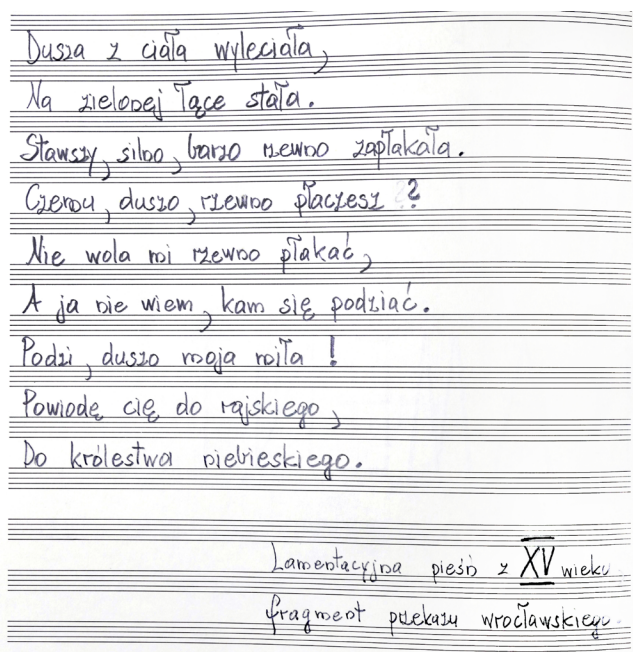 Dusza z ciała wyleciała,
Na zielonej łące stała.
Stawszy, silno, barzo rzewno zapłakała.
Czemu, duszo, rzewno płaczesz ?
Nie wola mi rzewno płakać,
A ja nie wiem, kam się podziać.
Podzi, duszo moja miła !
Powiodę cię do rajskiego,
Do królestwa niebieskiego.
Lamentacyjna pieśń z XV wieku
fragment przekazu wrocławskiego.